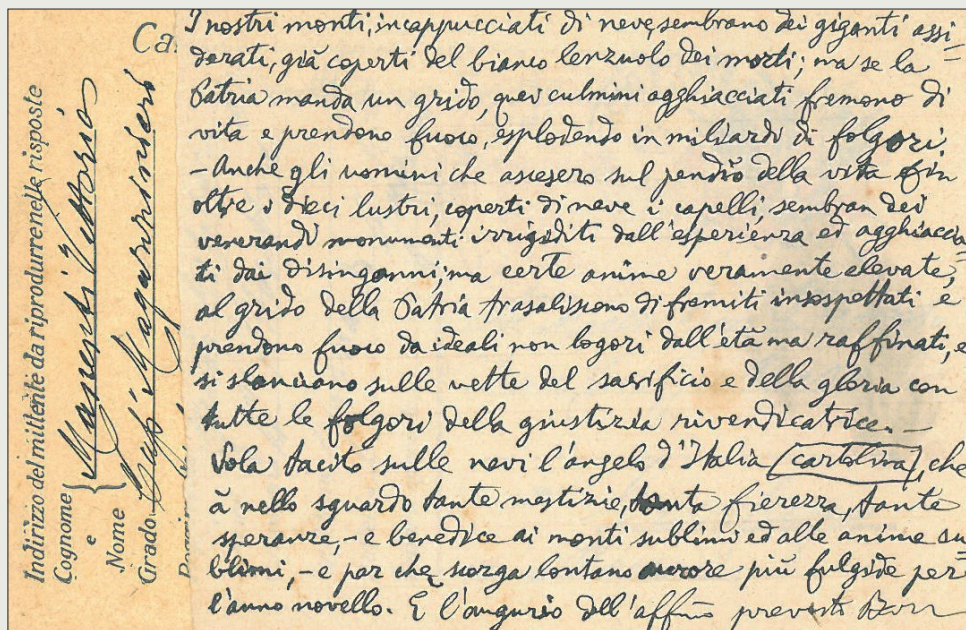 Indirizzo del mittente da riprodurre nelle risposte
Cognome
e
Nome
Grado
Ca
I nostri monti, incappucciati di neve, sembrano dei giganti assi=
derati, già coperti del bianco lenzuolo dei morti; ma se la
Patria manda un grido, quei culmini agghiacciati fremono di
vita e prendono fuoco, esplodendo in miliardi di folgori
- Anche gli uomini che ascesero sul pendio della vita fin
oltre i dieci lustri, coperti di neve i capelli, sembran dei
venerandi monumenti irrigiditi dall'esperienza ed agghiaccia=
ti dai disinganni; ma certe anime veramente elevate,
al grido della Patria trasaliscono di fremiti insospettati e
prendono fuoco da ideali non logori dall'età ma raffinati, e
si slanciano sulle vette del sacrificio e della gloria con
tutte le folgori della giustizia rivendicatrice. -
Vola tacito sulle nevi l'angelo d'Italia (cartolina), che
à nello sguardo tante mestizie, tanta fierezza, tante
speranze, - e benedice ai monti sublimi ed alle anime su=
blimi, - e par che scorga lontano aurore più fulgide per
l'anno novello. È l'augurio dell'affmo prevosto